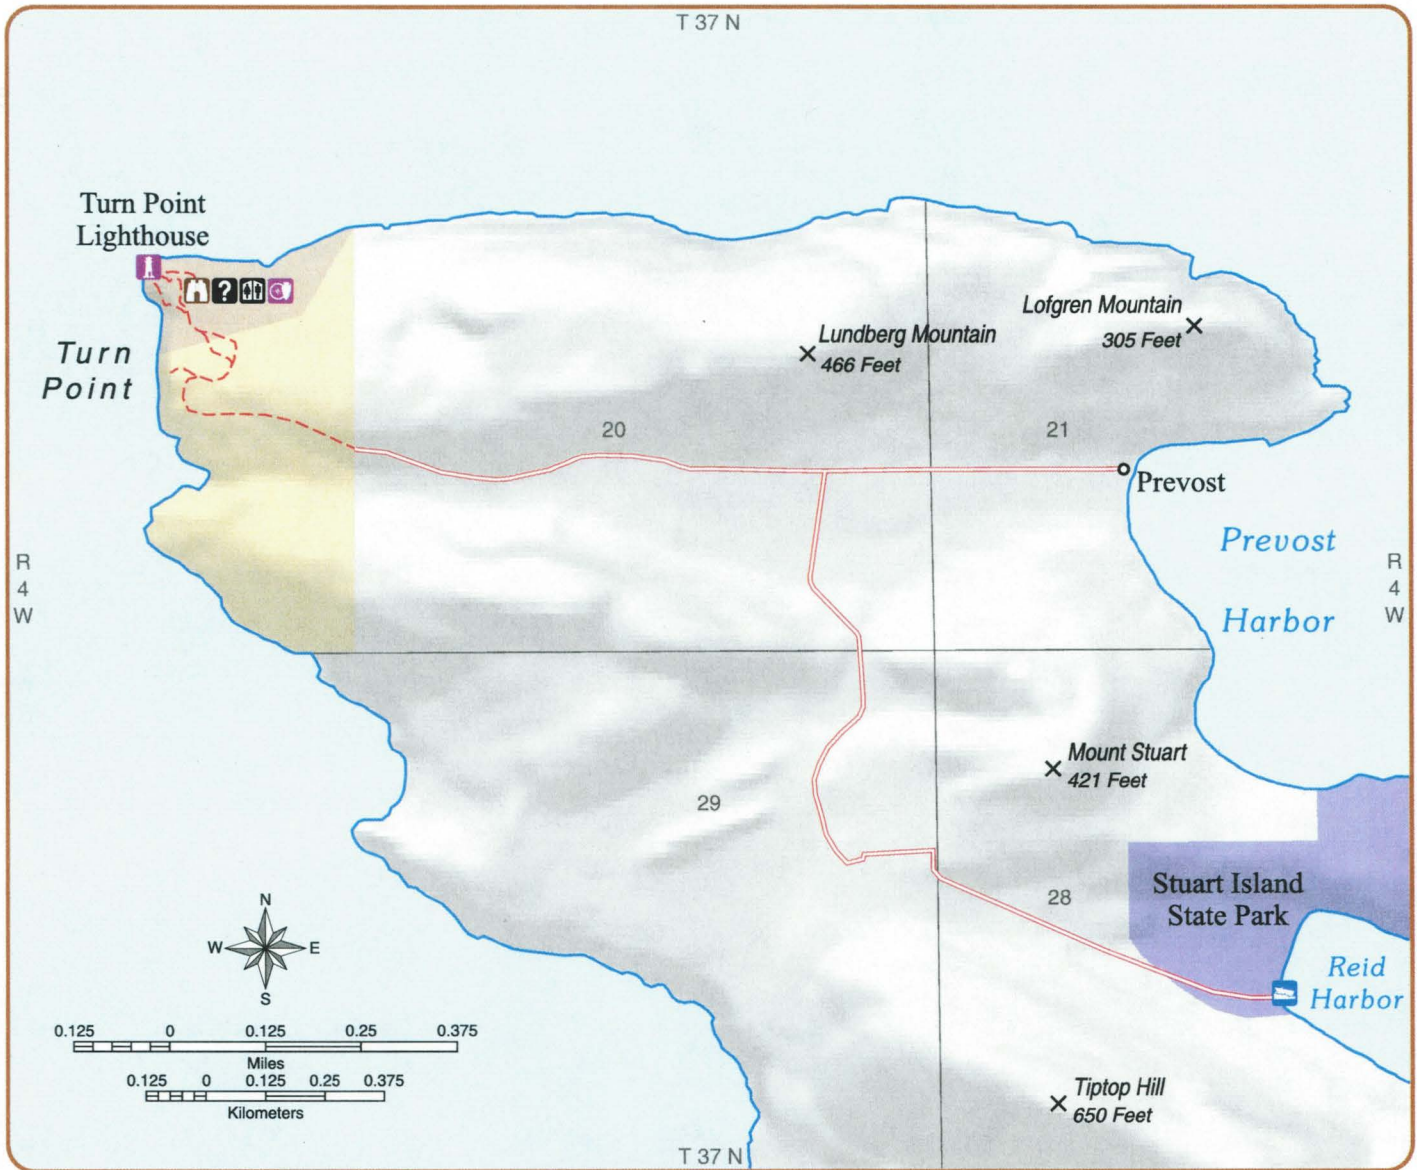 T 37 N
Turn Point
Lighthouse
?
Turn
Point
Lundberg Mountain
466 Feet
Lofgren Mountain
305 Feet
20
21
Prevost
Prevost
Harbor
R
4
W
R
4
W
Mount Stuart
421 Feet
29
28
Stuart Island
State Park
Reid
Harbor
N
W E
S
0.125 0 0.125 0.25 0.375
Miles
0.125 0 0.125 0.25 0.375
Kilometers
Tiptop Hill
650 Feet
T 37 N